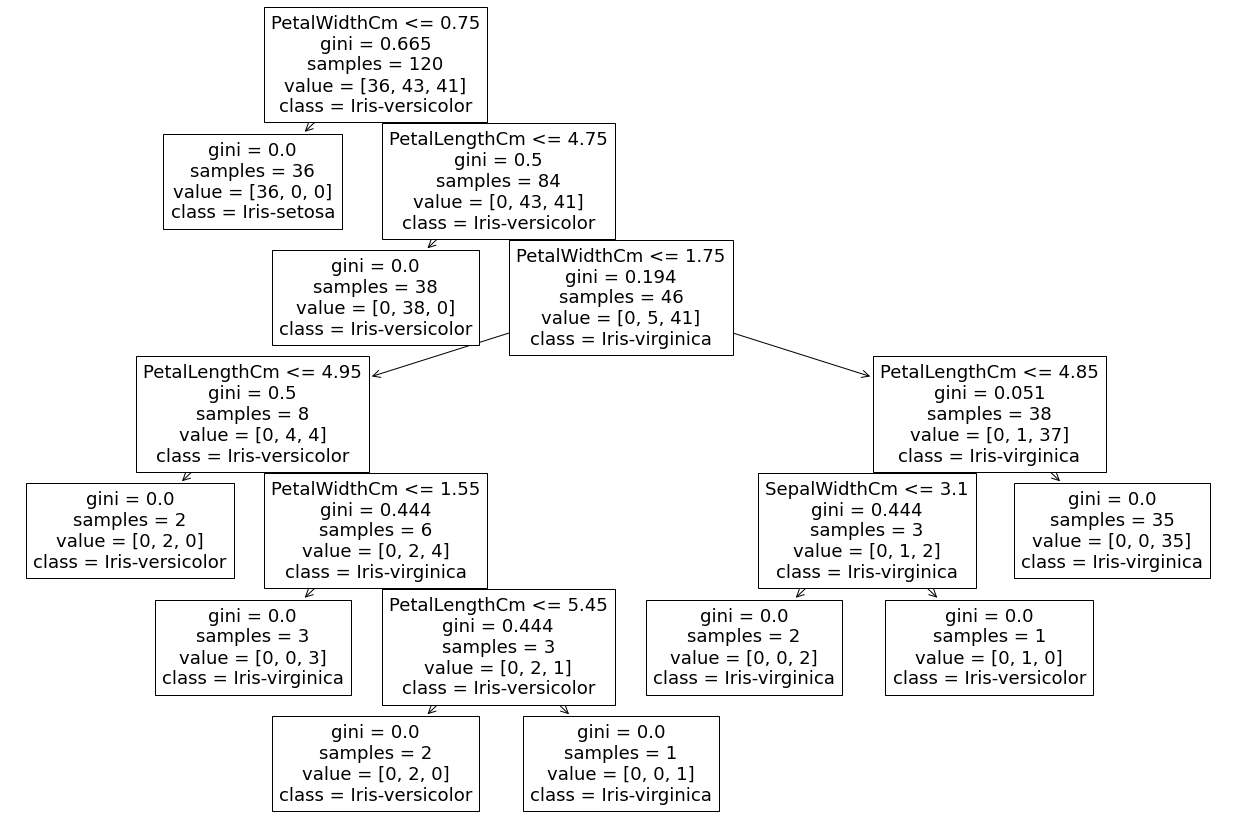 PetalWidthCm <= 0.75
gini = 0.665
samples = 120
value = [36, 43, 41]
class = Iris-versicolor
gini = 0.0
samples = 36
value = [36, 0, 0]
class = Iris-setosa
PetalLengthCm <= 4.75
gini = 0.5
samples = 84
value = [0, 43, 41]
class = Iris-versicolor
gini = 0.0
samples = 38
value = [0, 38, 0]
class = Iris-versicolor
PetalWidthCm <= 1.75
gini = 0.194
samples = 46
value = [0, 5, 41]
class = Iris-virginica
PetalLengthCm <= 4.95
gini = 0.5
samples = 8
value = [0, 4, 4]
class = Iris-versicolor
PetalLengthCm <= 4.85
gini = 0.051
samples = 38
value = [0, 1, 37]
class = Iris-virginica
gini = 0.0
samples = 2
value = [0, 2, 0]
class = Iris-versicolor
PetalWidthCm <= 1.55
gini = 0.444
samples = 6
value = [0, 2, 4]
class = Iris-virginica
SepalWidthCm <= 3.1
gini = 0.444
samples = 3
value = [0, 1, 2]
class = Iris-virginica
gini = 0.0
samples = 35
value = [0, 0, 35]
class = Iris-virginica
gini = 0.0
samples = 3
value = [0, 0, 3]
class = Iris-virginica
PetalLengthCm <= 5.45
gini = 0.444
samples = 3
value = [0, 2, 1]
class = Iris-versicolor
gini = 0.0
samples = 2
value = [0, 0, 2]
class = Iris-virginica
gini = 0.0
samples = 1
value = [0, 1, 0]
class = Iris-versicolor
gini = 0.0
samples = 2
value = [0, 2, 0]
class = Iris-versicolor
gini = 0.0
samples = 1
value = [0, 0, 1]
class = Iris-virginica